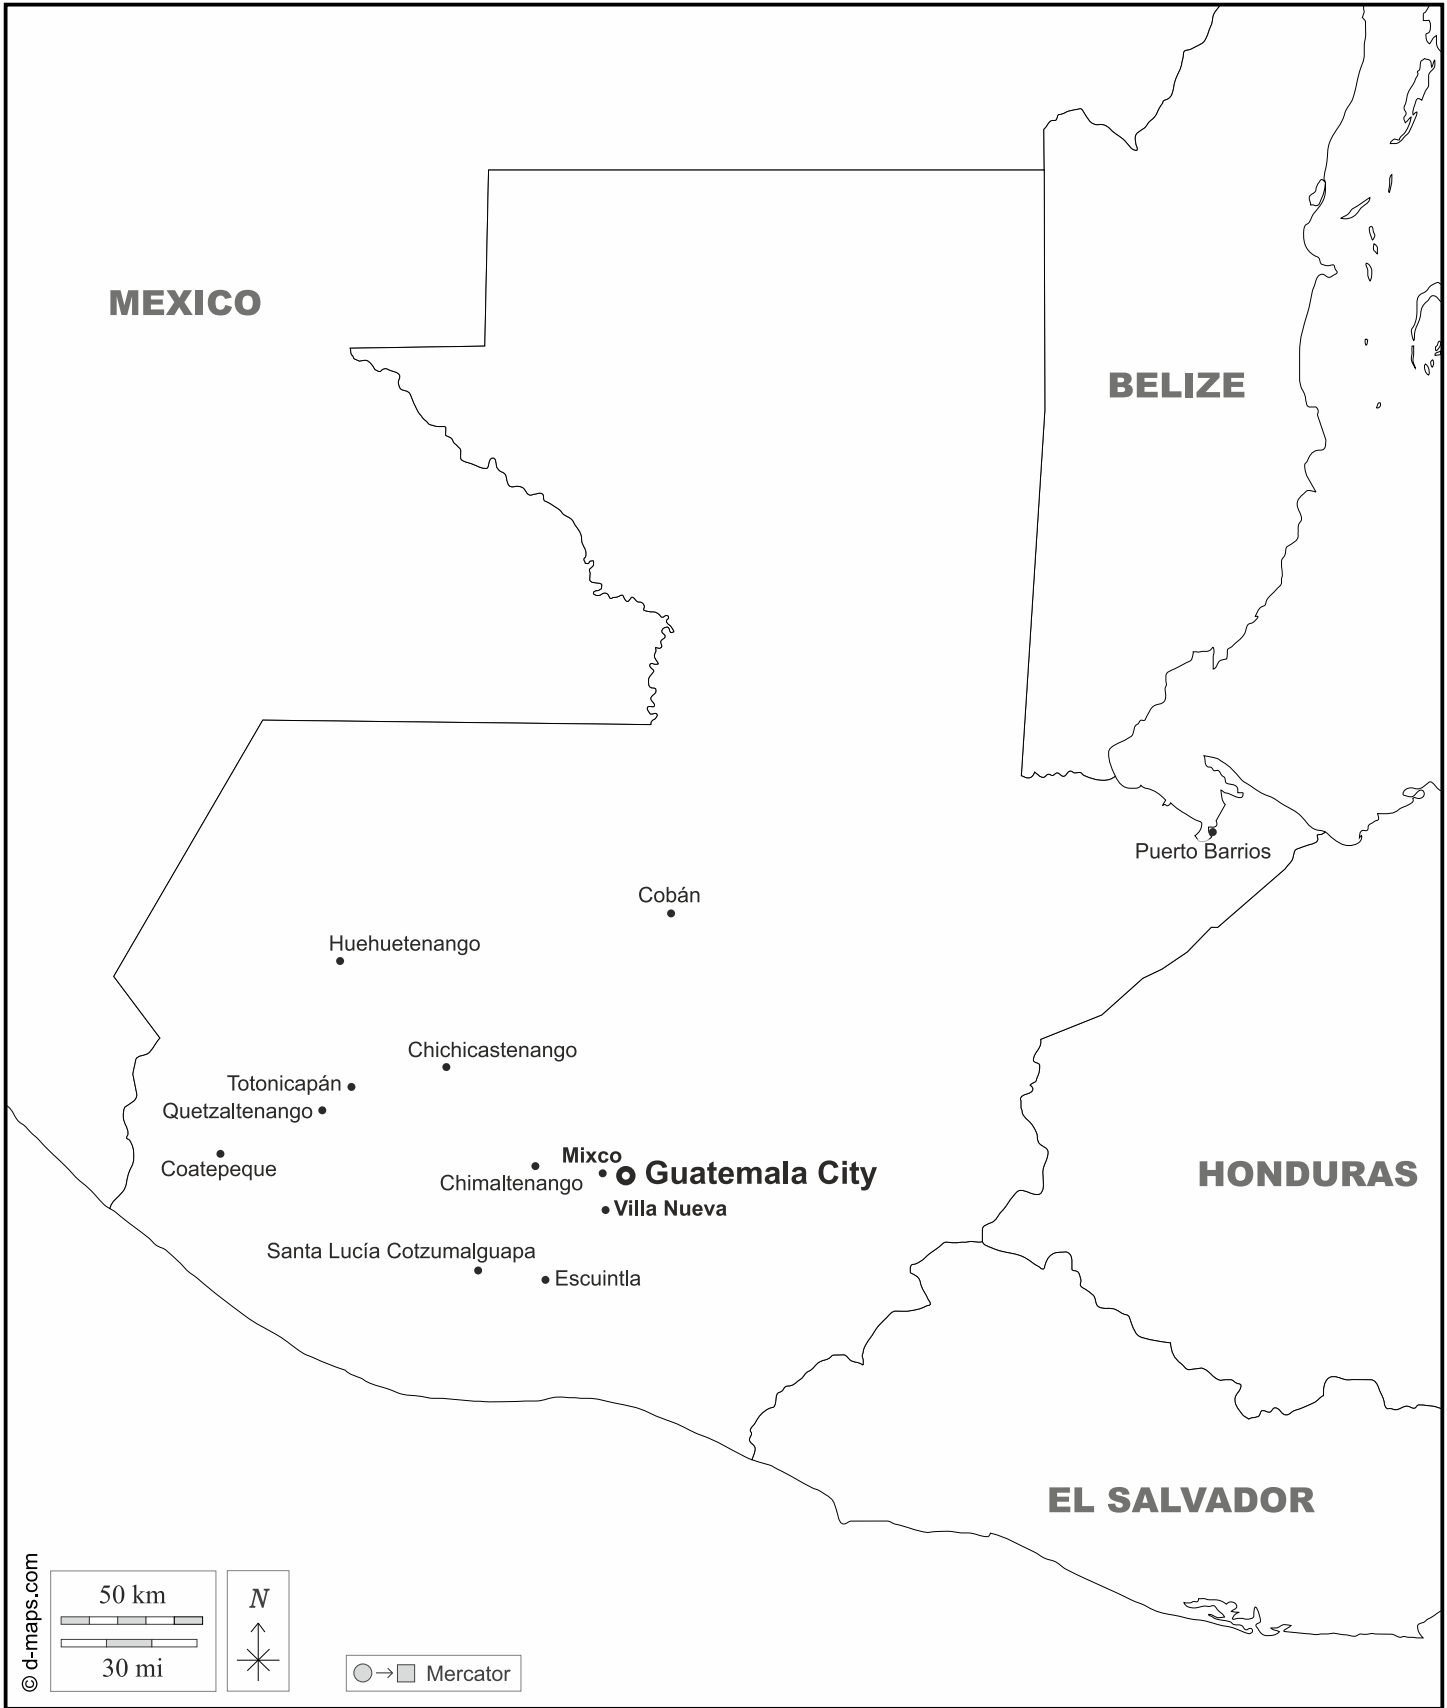 MEXICO
BELIZE
Puerto Barrios
Cobán
Huehuetenango
Chichicastenango
Totonicapán
Quetzaltenango
Coatepeque
Mixco
Guatemala City
Chimaltenango
Villa Nueva
HONDURAS
Santa Lucía Cotzumalguapa
Escuintla
EL SALVADOR
© d-maps.com
50 km
30 mi
N
Mercator